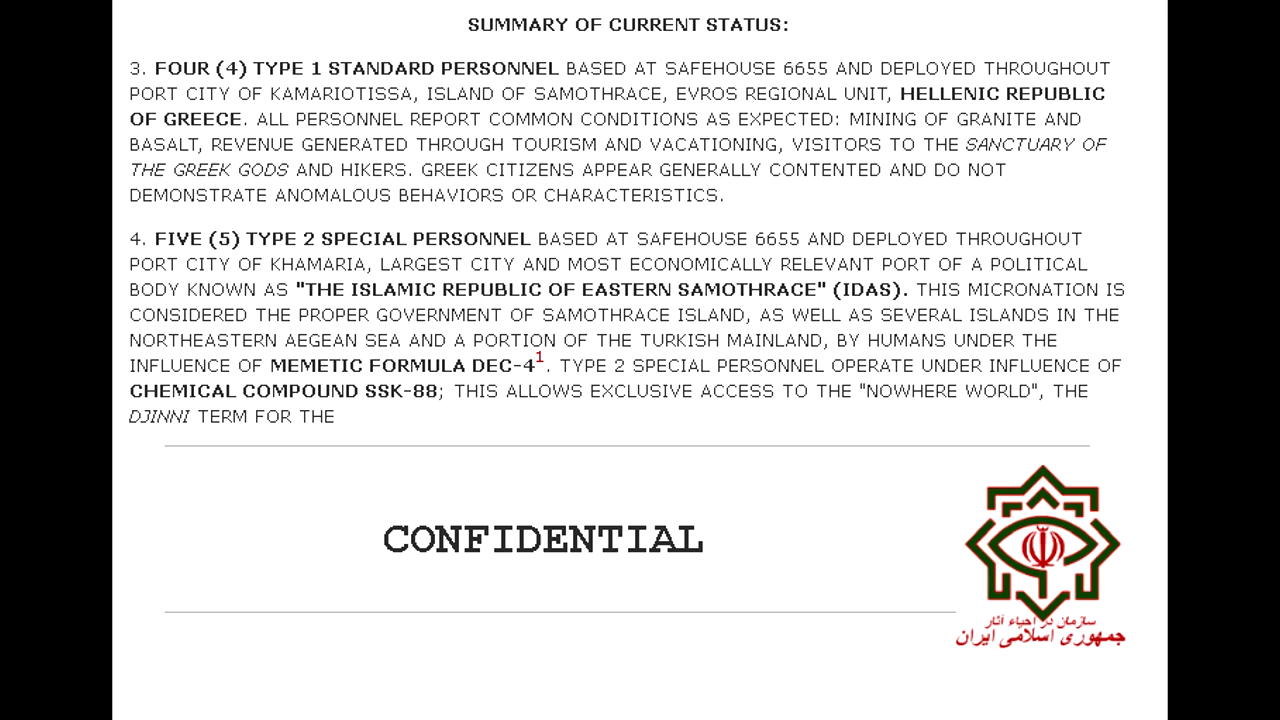 SUMMARY OF CURRENT STATUS:
3. FOUR (4) TYPE 1 STANDARD PERSONNEL BASED AT SAFEHOUSE 6655 AND DEPLOYED THROUGHOUT
PORT CITY OF KAMARIOTISSA, ISLAND OF SAMOTHRACE, EVROS REGIONAL UNIT, HELLENIC REPUBLIC
OF GREECE. ALL PERSONNEL REPORT COMMON CONDITIONS AS EXPECTED: MINING OF GRANITE AND
BASALT, REVENUE GENERATED THROUGH TOURISM AND VACATIONING, VISITORS TO THE SANCTUARY OF
THE GREEK GODS AND HIKERS. GREEK CITIZENS APPEAR GENERALLY CONTENTED AND DO NOT
DEMONSTRATE ANOMALOUS BEHAVIORS OR CHARACTERISTICS.
4. FIVE (5) TYPE 2 SPECIAL PERSONNEL BASED AT SAFEHOUSE 6655 AND DEPLOYED THROUGHOUT
PORT CITY OF KHAMARIA, LARGEST CITY AND MOST ECONOMICALLY RELEVANT PORT OF A POLITICAL
BODY KNOWN AS "THE ISLAMIC REPUBLIC OF EASTERN SAMOTHRACE" (IDAS). THIS MICRONATION IS
CONSIDERED THE PROPER GOVERNMENT OF SAMOTHRACE ISLAND, AS WELL AS SEVERAL ISLANDS IN THE
NORTHEASTERN AEGEAN SEA AND A PORTION OF THE TURKISH MAINLAND, BY HUMANS UNDER THE
INFLUENCE OF MEMETIC FORMULA DEC-4¹. TYPE 2 SPECIAL PERSONNEL OPERATE UNDER INFLUENCE OF
CHEMICAL COMPOUND SSK-88; THIS ALLOWS EXCLUSIVE ACCESS TO THE "NOWHERE WORLD", THE
DJINNI TERM FOR THE
CONFIDENTIAL
سازمان در احیاء آثار
جمهوری اسلامی ایران